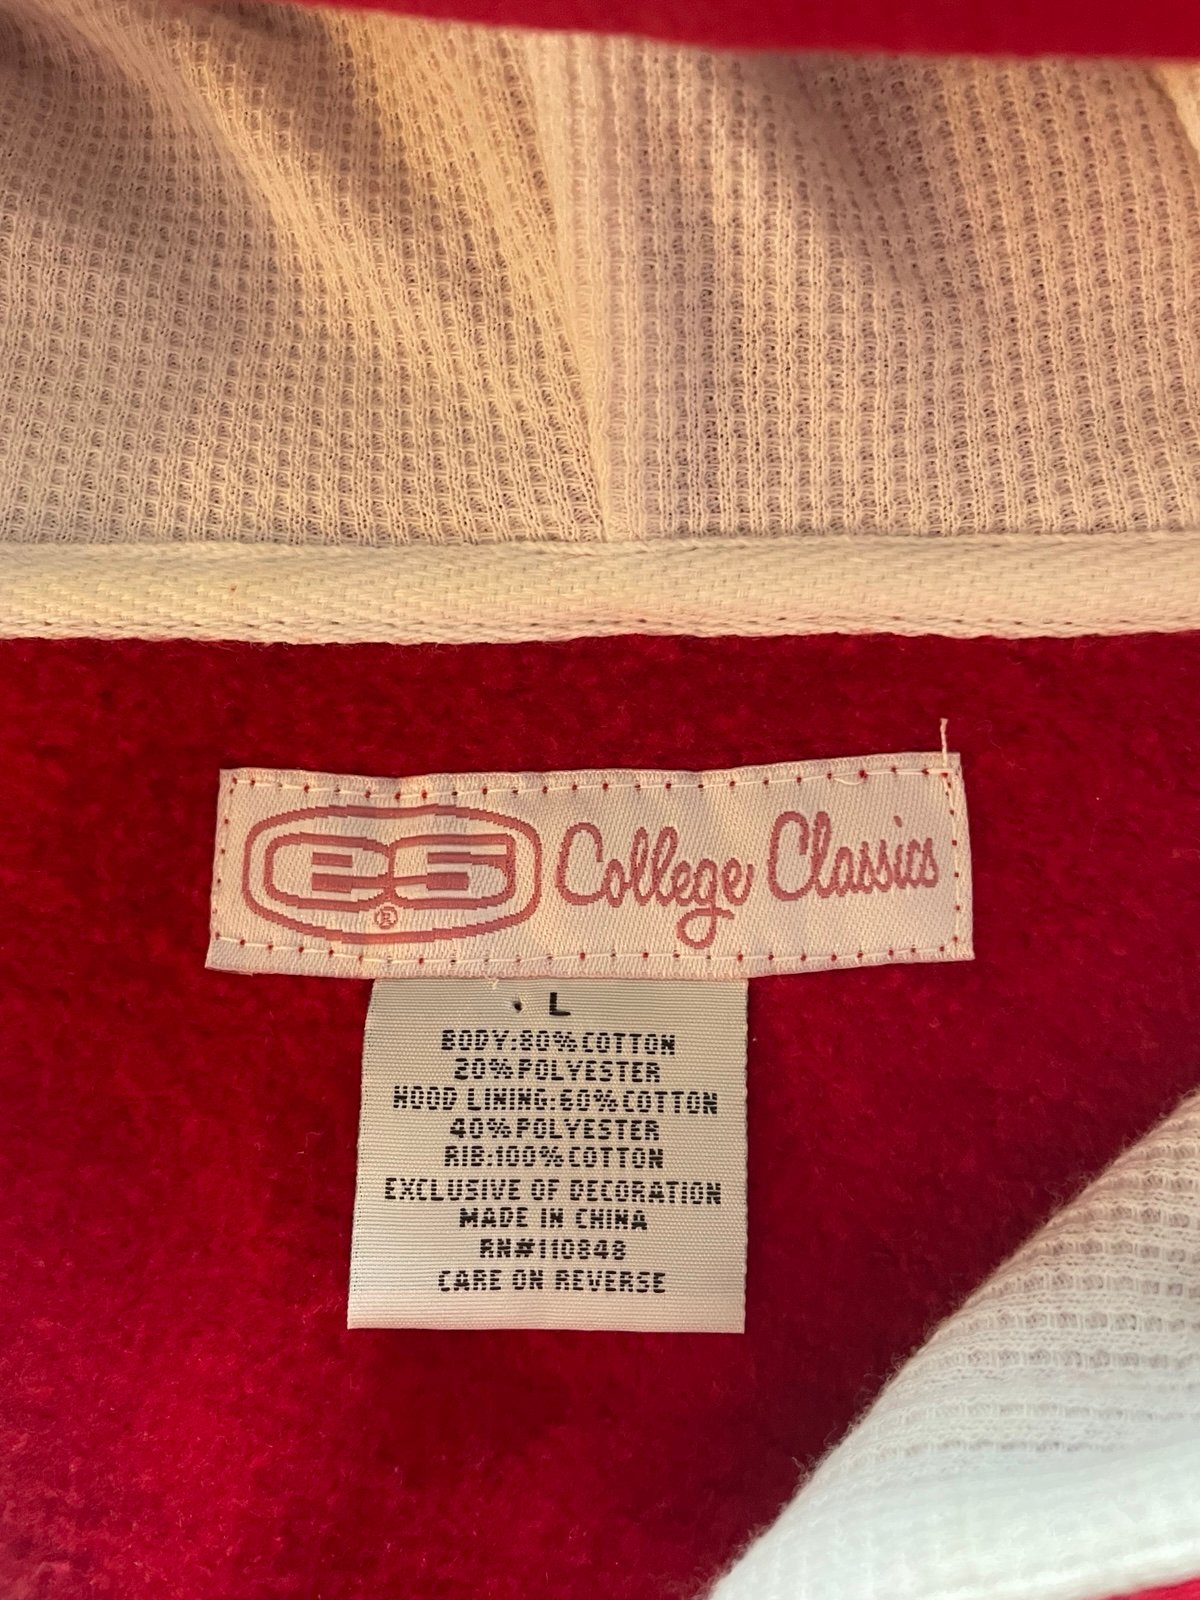 ES® College Classics
L
BODY:80%COTTON
20%POLYESTER
HOOD LINING:60%COTTON
40%POLYESTER
RIB:100%COTTON
EXCLUSIVE OF DECORATION
MADE IN CHINA
RN#110848
CARE ON REVERSE